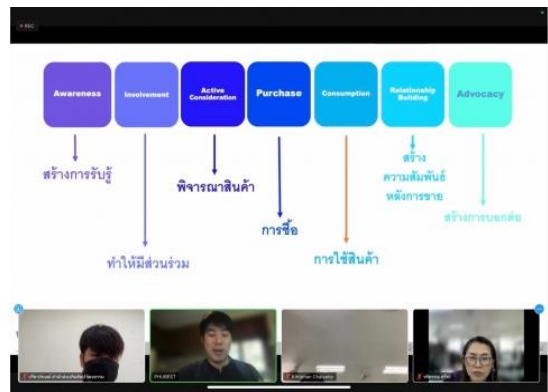 REC
Awareness
Involvement
Active
Consideration
Purchase
Consumption
Relationship
Building
Advocacy
สร้างการรับรู้
ทำให้มีส่วนร่วม
พิจารณาสินค้า
การซื้อ
การใช้สินค้า
สร้าง
ความสัมพันธ์
หลังการขาย
สร้างการบอกต่อ
PHUBEST